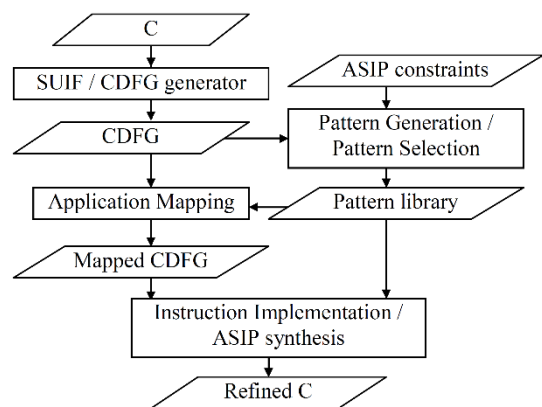 C
SUIF / CDFG generator
ASIP constraints
CDFG
Pattern Generation /
Pattern Selection
Application Mapping
Pattern library
Mapped CDFG
Instruction Implementation /
ASIP synthesis
Refined C